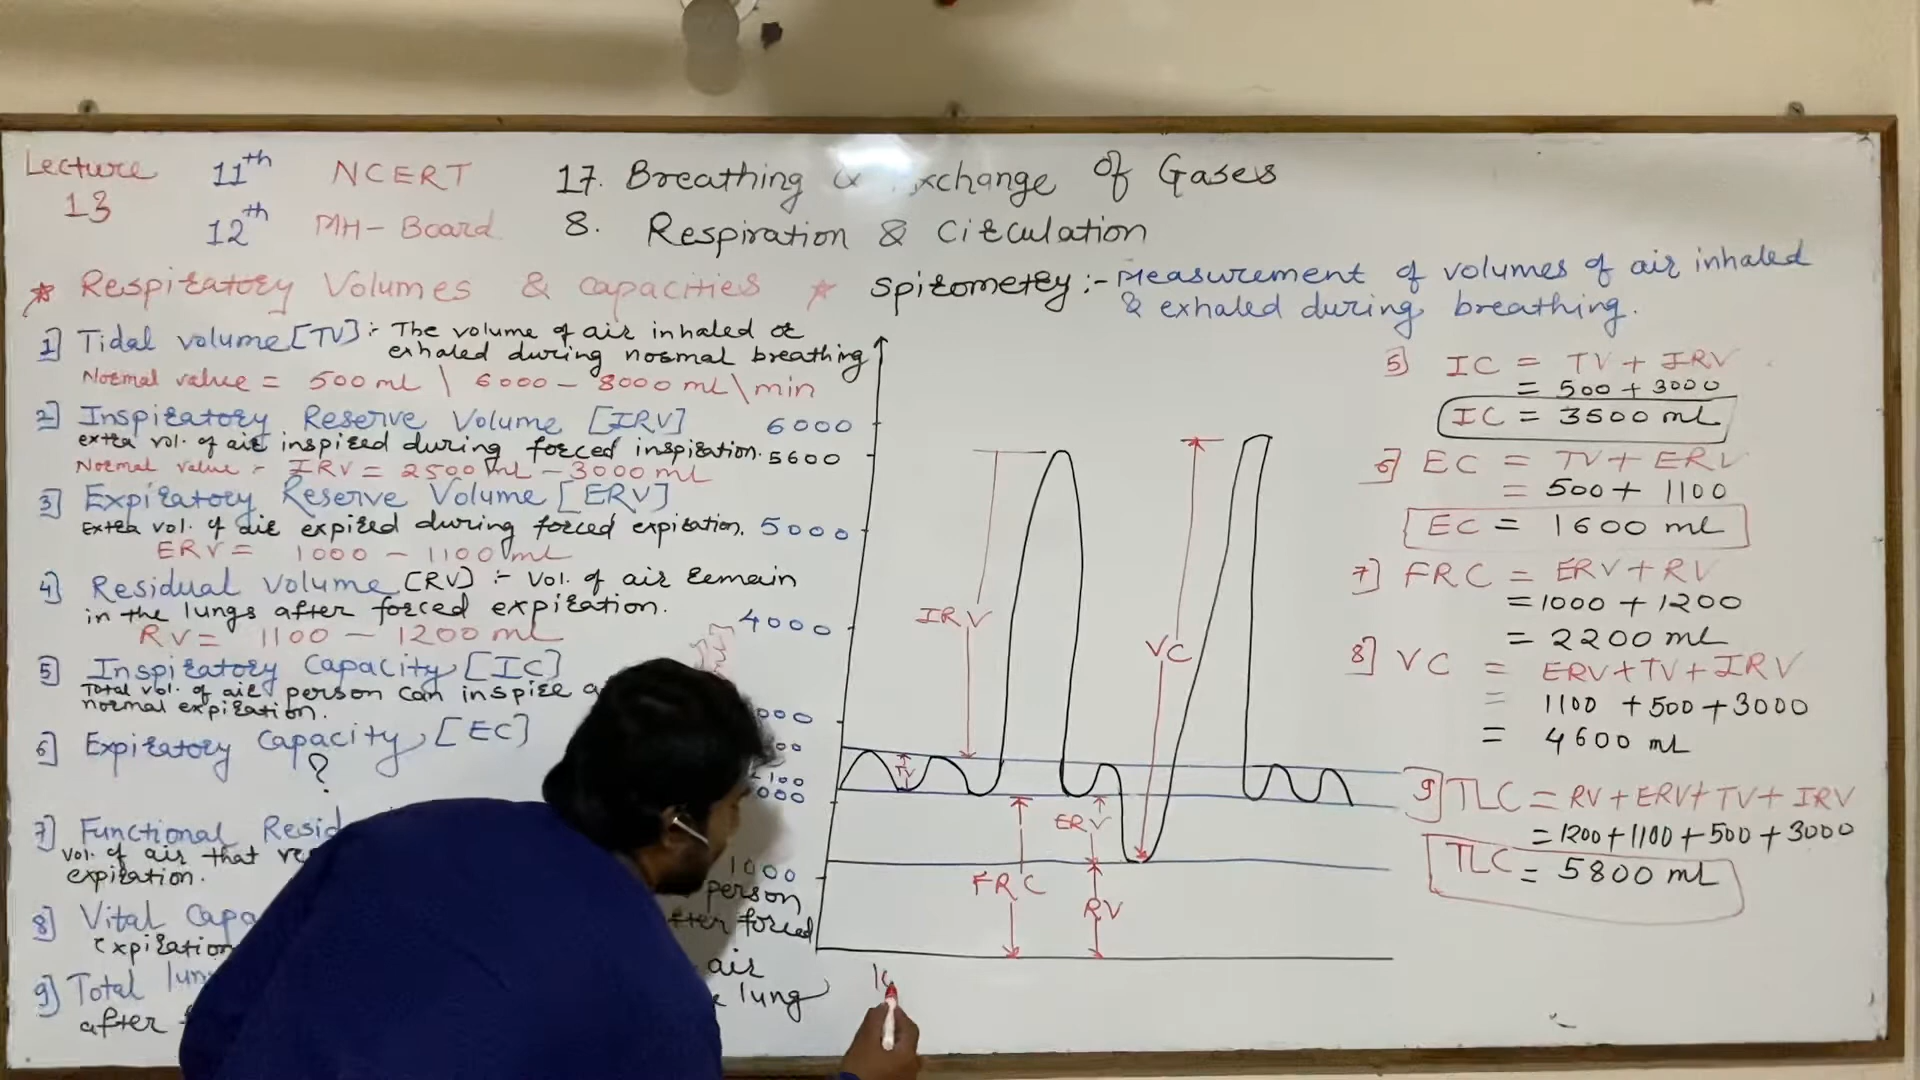 Lecture 11th NCERT 17. Breathing & Exchange of Gases
13 12th MH-Board 8. Respiration & Circulation
* Respiratory Volumes & capacities * Spirometry :- Measurement of volumes of air inhaled
& exhaled during breathing.
1] Tidal volume [TV] :- The volume of air inhaled or
exhaled during normal breathing
Normal value = 500 ml \ 6000 - 8000 ml\min
2] Inspiratory Reserve Volume [IRV]
extra vol. of air inspired during forced inspiration.
Normal value :- IRV = 2500 ml - 3000 ml
3] Expiratory Reserve Volume [ERV]
Extra vol. of air expired during forced expiration.
ERV = 1000 - 1100 ml
4] Residual volume [RV] :- Vol. of air remain
in the lungs after forced expiration.
RV = 1100 - 1200 ml
5] Inspiratory Capacity [IC]
Total vol. of air person can inspire
normal expiration.
6] Expiratory Capacity [EC]
?
7] Functional
vol. of air that
expiration.
8] Vital
person
after forced
expiration
9] Total
air
lung
after
6000
5600
5000
4000
1000
IRV
VC
TV
ERV
FRC
RV
5] IC = TV + IRV
= 500 + 3000
IC = 3500 ml
6] EC = TV + ERV
= 500 + 1100
EC = 1600 ml
7] FRC = ERV + RV
= 1000 + 1200
= 2200 ml
8] VC = ERV + TV + IRV
= 1100 + 500 + 3000
= 4600 ml
9] TLC = RV + ERV + TV + IRV
= 1200 + 1100 + 500 + 3000
TLC = 5800 ml